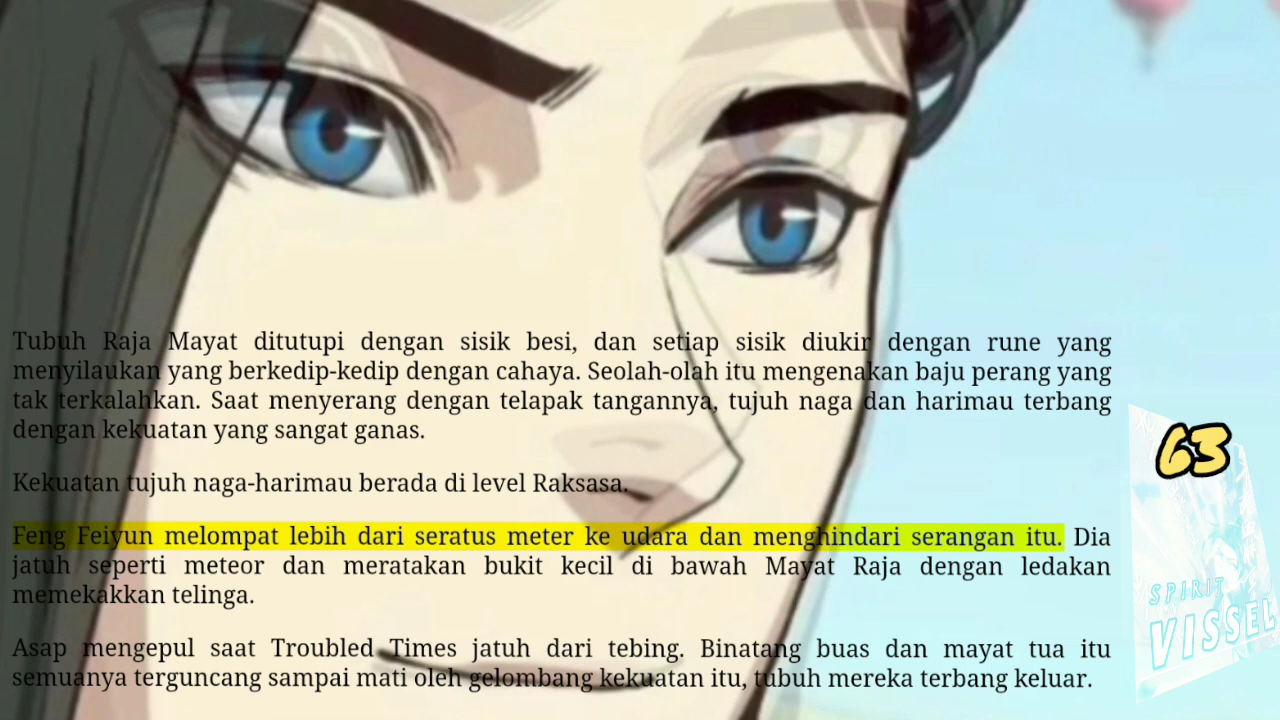 Tubuh Raja Mayat ditutupi dengan sisik besi, dan setiap sisik diukir dengan rune yang
menyilaukan yang berkedip-kedip dengan cahaya. Seolah-olah itu mengenakan baju perang yang
tak terkalahkan. Saat menyerang dengan telapak tangannya, tujuh naga dan harimau terbang
dengan kekuatan yang sangat ganas.
Kekuatan tujuh naga-harimau berada di level Raksasa.
Feng Feiyun melompat lebih dari seratus meter ke udara dan menghindari serangan itu. Dia
jatuh seperti meteor dan meratakan bukit kecil di bawah Mayat Raja dengan ledakan
memekakkan telinga.
Asap mengepul saat Troubled Times jatuh dari tebing. Binatang buas dan mayat tua itu
semuanya terguncang sampai mati oleh gelombang kekuatan itu, tubuh mereka terbang keluar.
63
SPIRIT
VISSEL